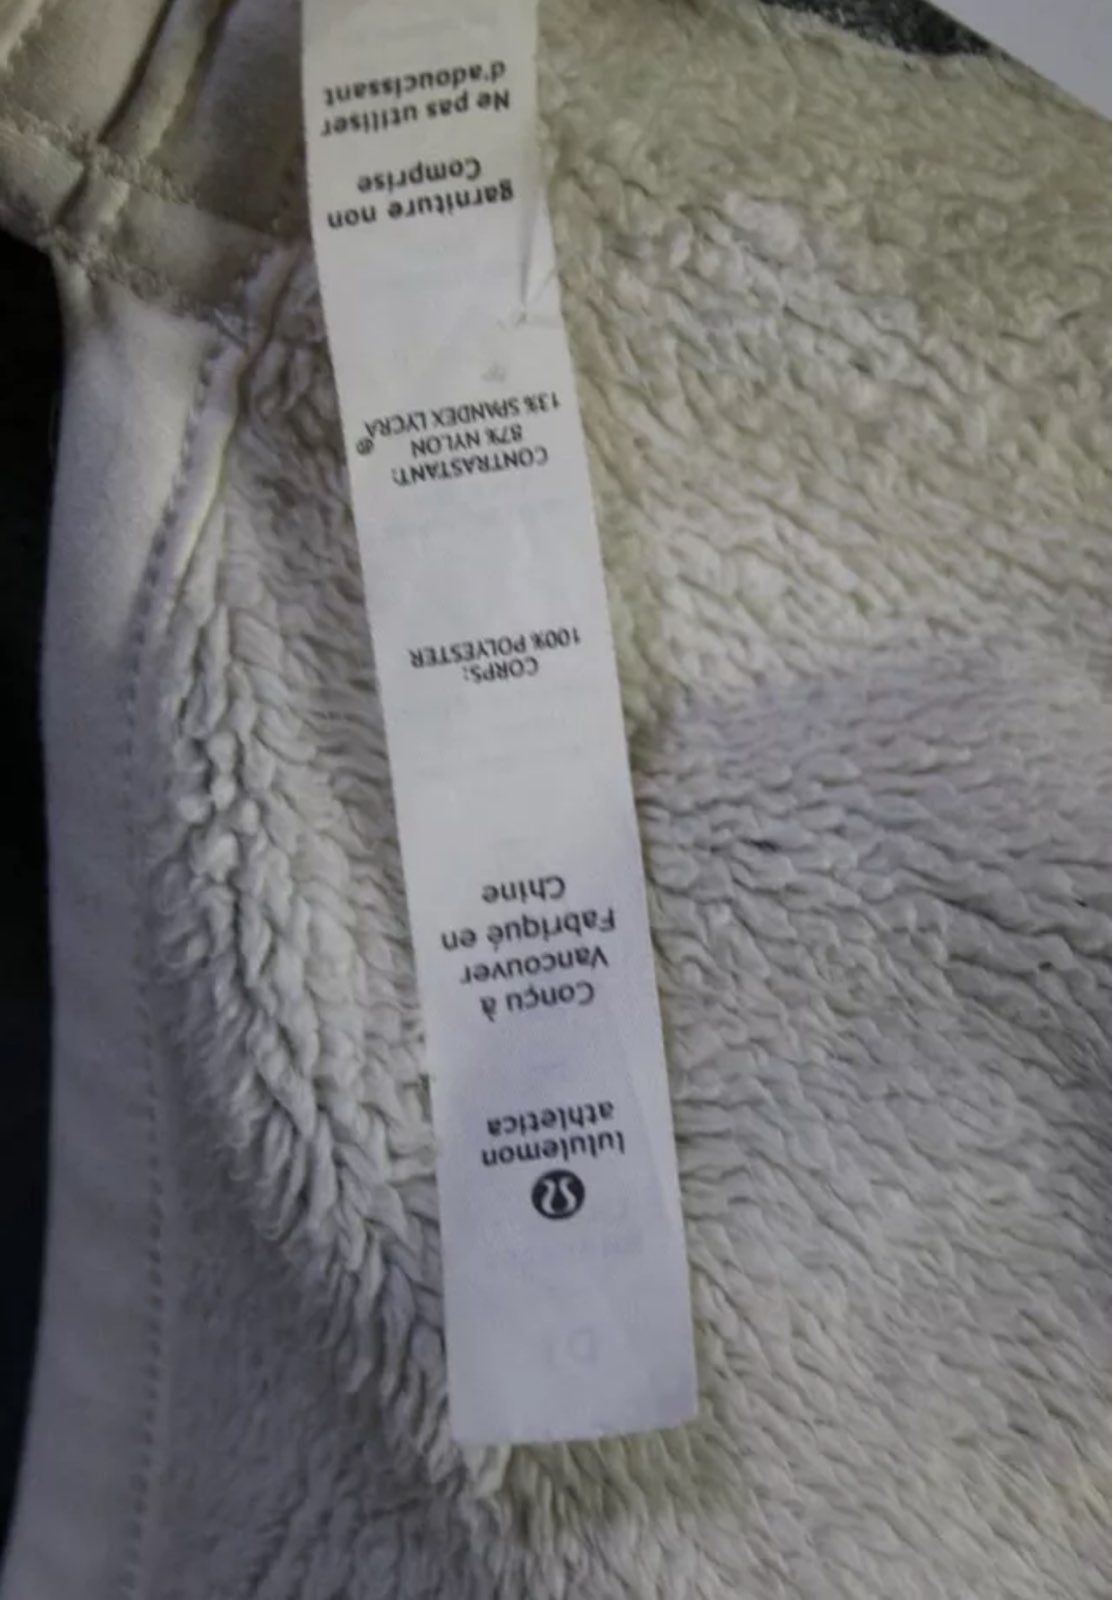 lululemon
athletica
Conçu à
Vancouver
Fabriqué en
Chine
CORPS:
100% POLYESTER
CONTRASTANT:
87% NYLON
13% SPANDEX LYCRA®
garniture non
Comprise
Ne pas utiliser
d'adoucissant